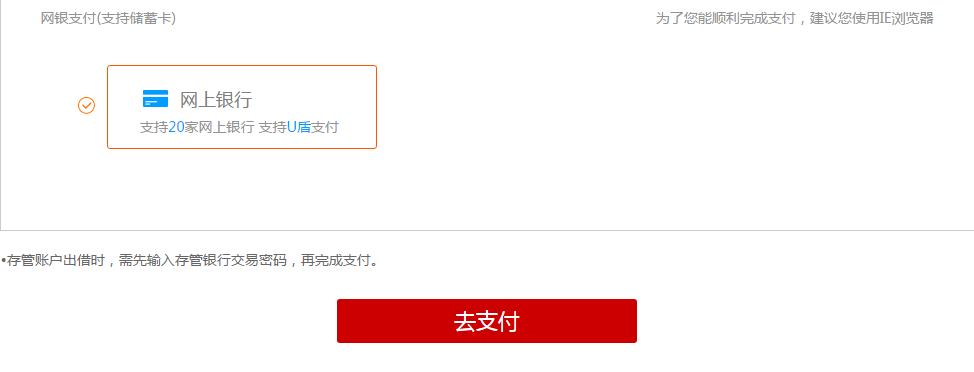 网银支付(支持储蓄卡)
为了您能顺利完成支付，建议您使用IE浏览器
网上银行
支持20家网上银行 支持U盾支付
•存管账户出借时，需先输入存管银行交易密码，再完成支付。
去支付